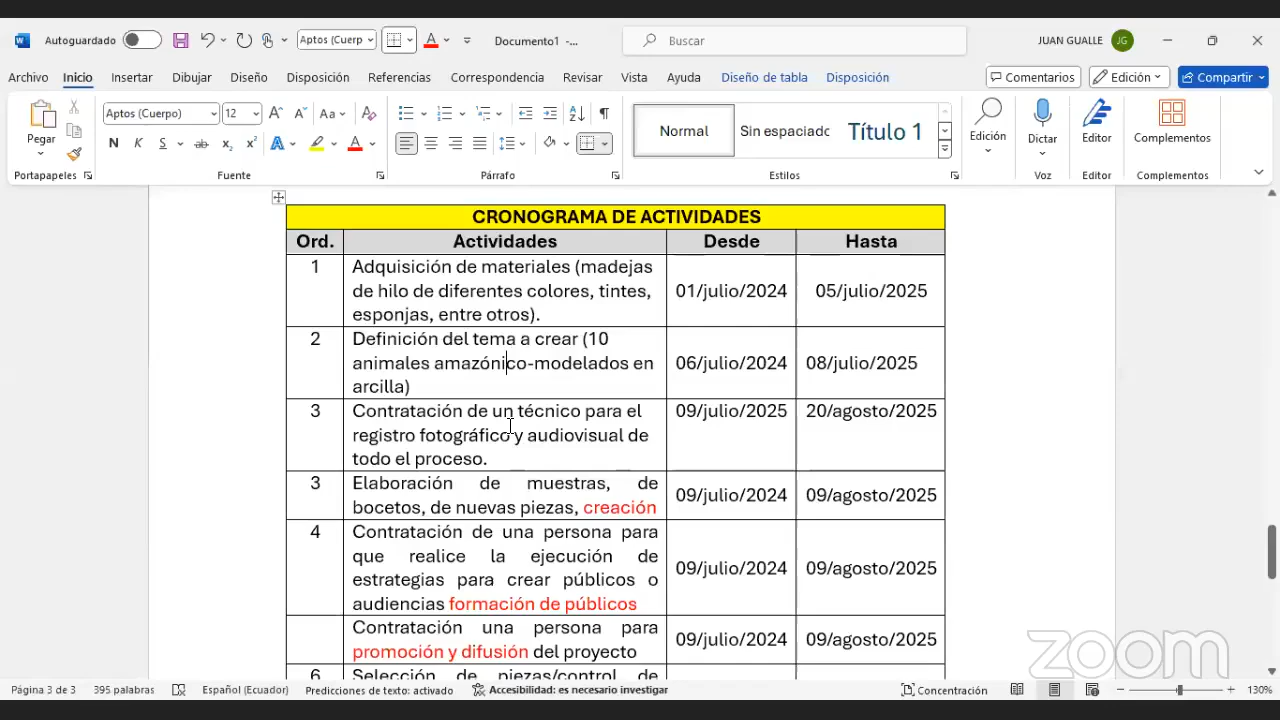 Autoguardado
Aptos (Cuerp
Documento1 -...
Buscar
JUAN GUALLE
JG
Archivo Inicio Insertar Dibujar Diseño Disposición Referencias Correspondencia Revisar Vista Ayuda Diseño de tabla Disposición
Comentarios
Edición
Compartir
Pegar
Portapapeles
Aptos (Cuerpo)
12
Fuente
Párrafo
Normal
Sin espaciado
Título 1
Estilos
Edición
Dictar
Voz
Editor
Editor
Complementos
Complementos
CRONOGRAMA DE ACTIVIDADES
Ord. Actividades Desde Hasta
1 Adquisición de materiales (madejas
de hilo de diferentes colores, tintes,
esponjas, entre otros).
01/julio/2024 05/julio/2025
2 Definición del tema a crear (10
animales amazónico-modelados en
arcilla)
06/julio/2024 08/julio/2025
3 Contratación de un técnico para el
registro fotográfico y audiovisual de
todo el proceso.
09/julio/2025 20/agosto/2025
3 Elaboración de muestras, de
bocetos, de nuevas piezas, creación
09/julio/2024 09/agosto/2025
4 Contratación de una persona para
que realice la ejecución de
estrategias para crear públicos o
audiencias formación de públicos
09/julio/2024 09/agosto/2025
Contratación una persona para
promoción y difusión del proyecto
09/julio/2024 09/agosto/2025
6 Selección de piezas/control de
zoom
Página 3 de 3 395 palabras Español (Ecuador) Predicciones de texto: activado Accesibilidad: es necesario investigar Concentración 130%